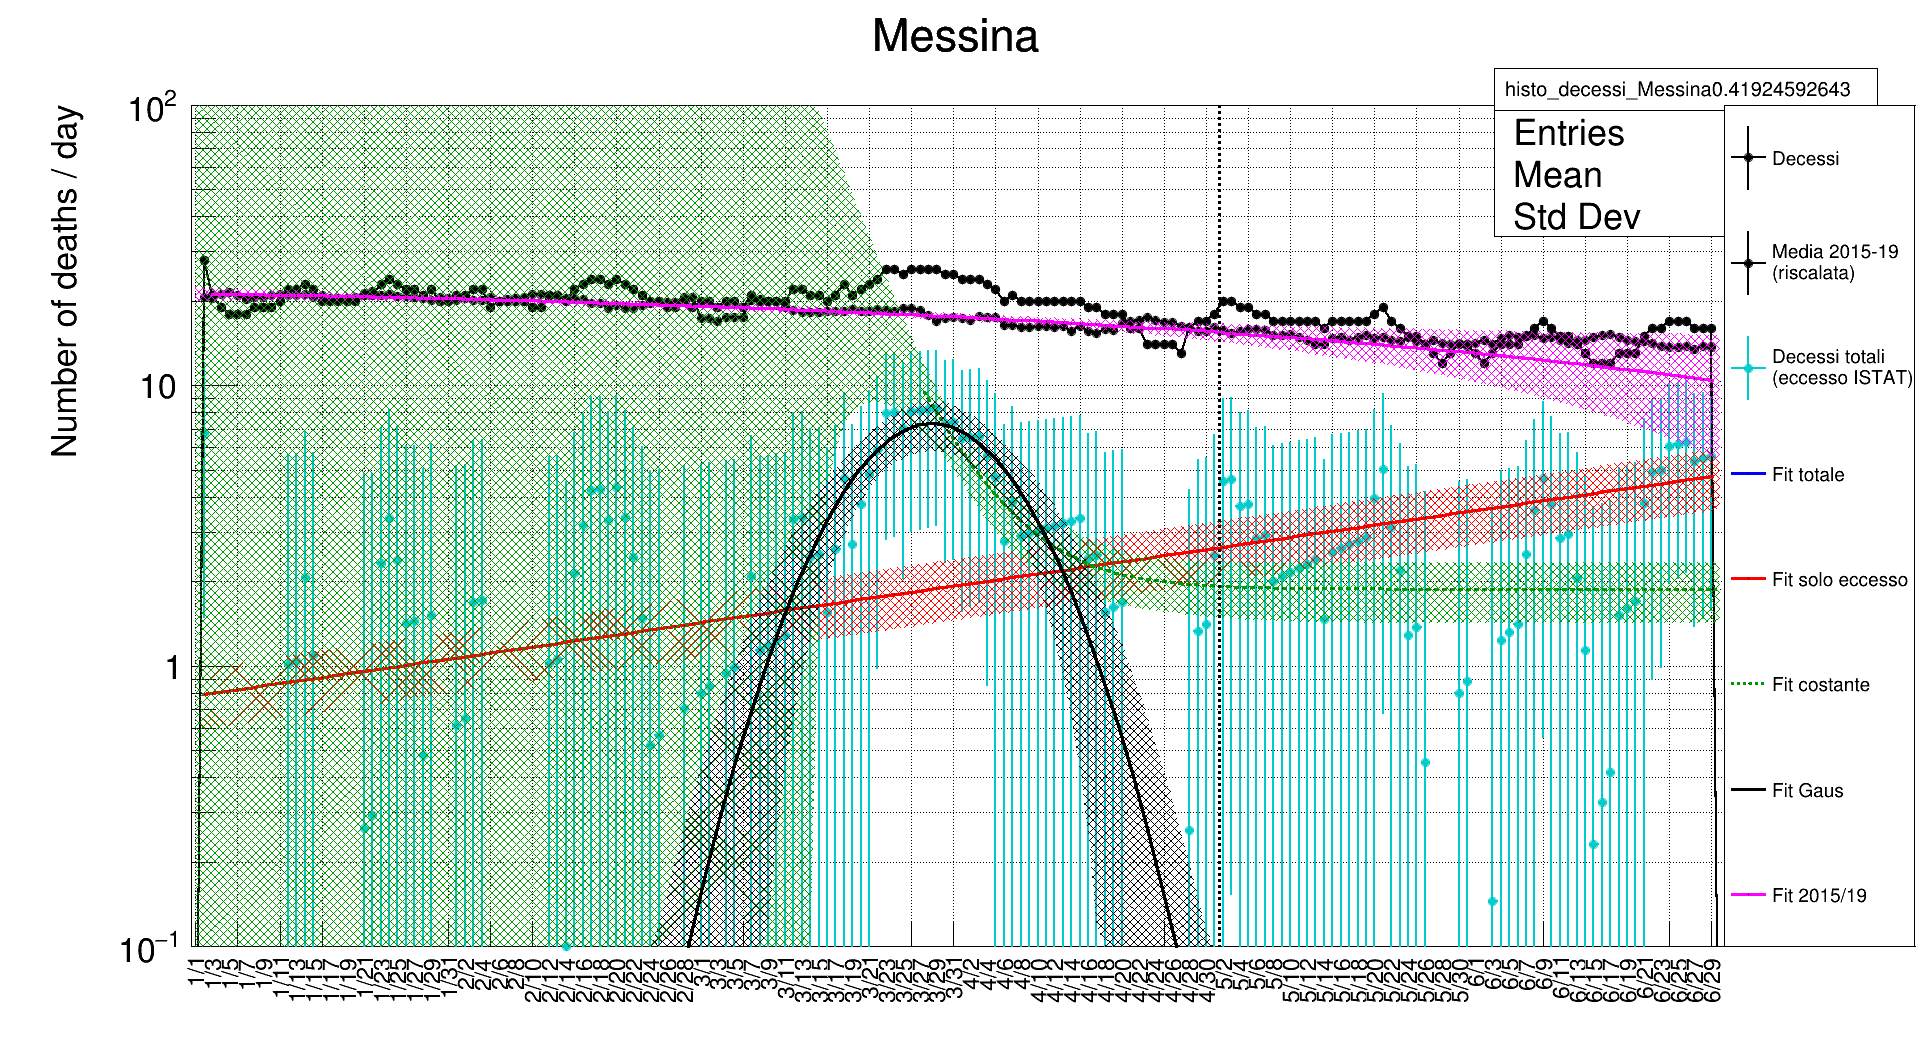 Messina
histo_decessi_Messina0.41924592643
Entries
Mean
Std Dev
Number of deaths / day
10²
10
1
10⁻¹
Decessi
Media 2015-19
(riscalata)
Decessi totali
(eccesso ISTAT)
Fit totale
Fit solo eccesso
Fit costante
Fit Gaus
Fit 2015/19
1/1 1/3 1/5 1/7 1/9 1/11 1/13 1/15 1/17 1/19 1/21 1/23 1/25 1/27 1/29 1/31 2/2 2/4 2/6 2/8 2/10 2/12 2/14 2/16 2/18 2/20 2/22 2/24 2/26 2/28 3/1 3/3 3/5 3/7 3/9 3/11 3/13 3/15 3/17 3/19 3/21 3/23 3/25 3/27 3/29 3/31 4/2 4/4 4/6 4/8 4/10 4/12 4/14 4/16 4/18 4/20 4/22 4/24 4/26 4/28 4/30 5/2 5/4 5/6 5/8 5/10 5/12 5/14 5/16 5/18 5/20 5/22 5/24 5/26 5/28 5/30 6/1 6/3 6/5 6/7 6/9 6/11 6/13 6/15 6/17 6/19 6/21 6/23 6/25 6/27 6/29